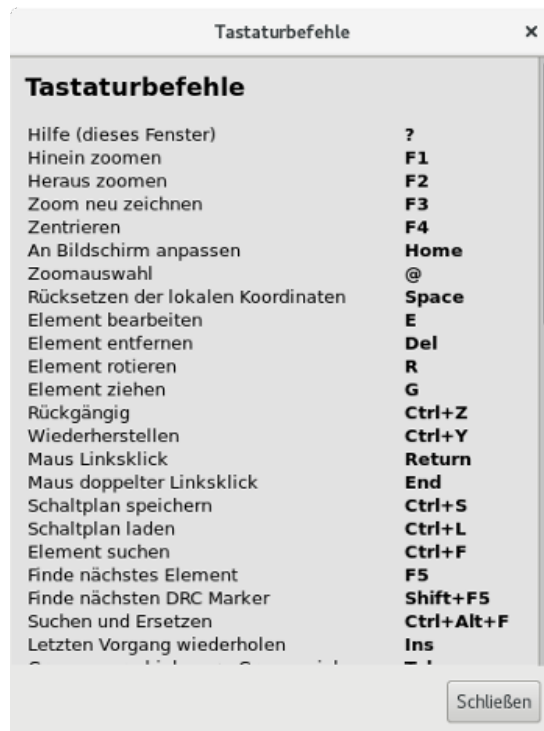 Tastaturbefehle
Tastaturbefehle
Hilfe (dieses Fenster) ?
Hinein zoomen F1
Heraus zoomen F2
Zoom neu zeichnen F3
Zentrieren F4
An Bildschirm anpassen Home
Zoomauswahl @
Rücksetzen der lokalen Koordinaten Space
Element bearbeiten E
Element entfernen Del
Element rotieren R
Element ziehen G
Rückgängig Ctrl+Z
Wiederherstellen Ctrl+Y
Maus Linksklick Return
Maus doppelter Linksklick End
Schaltplan speichern Ctrl+S
Schaltplan laden Ctrl+L
Element suchen Ctrl+F
Finde nächstes Element F5
Finde nächsten DRC Marker Shift+F5
Suchen und Ersetzen Ctrl+Alt+F
Letzten Vorgang wiederholen Ins
Schließen